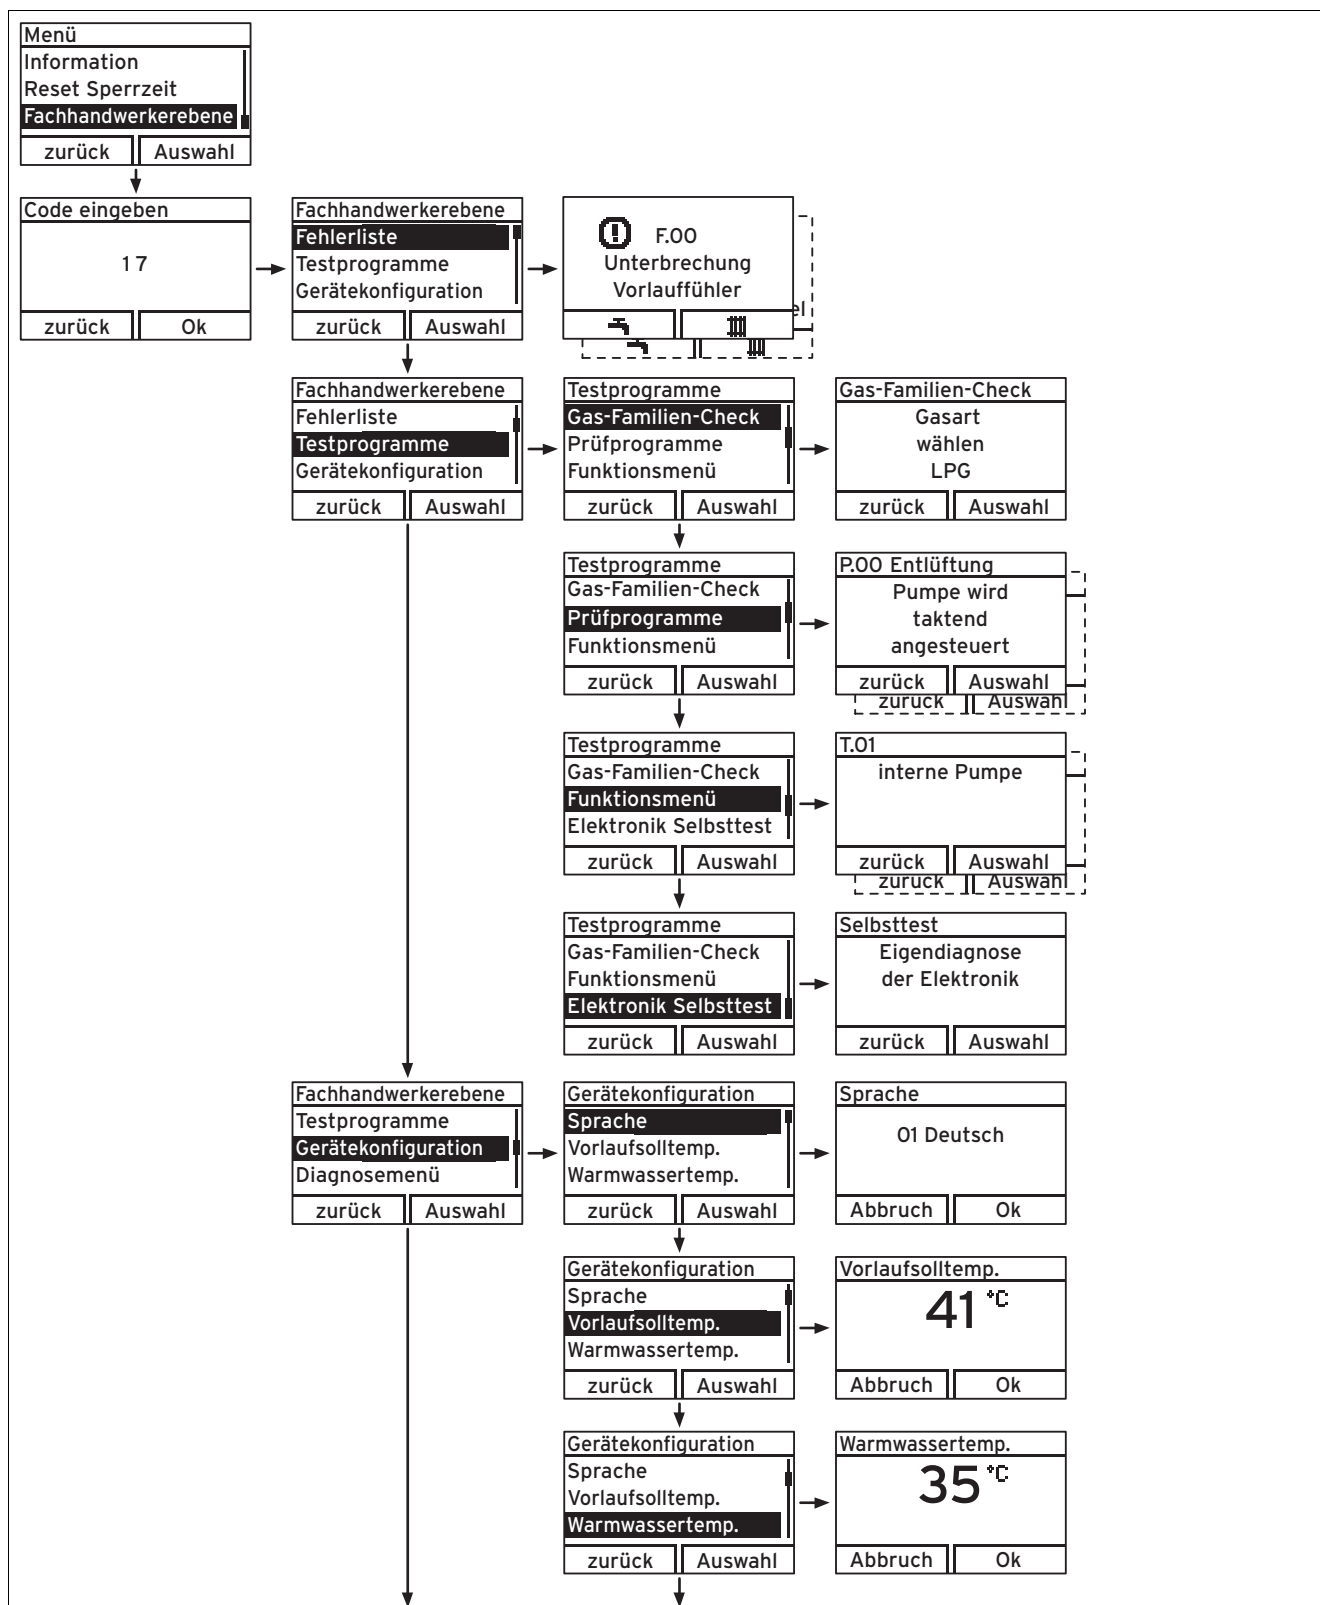 Menü
Information
Reset Sperrzeit
Fachhandwerkerebene
zurück Auswahl
Code eingeben
17
zurück Ok
Fachhandwerkerebene
Fehlerliste
Testprogramme
Gerätekonfiguration
zurück Auswahl
F.00
Unterbrechung
Vorlauffühler
el
Fachhandwerkerebene
Fehlerliste
Testprogramme
Gerätekonfiguration
zurück Auswahl
Testprogramme
Gas-Familien-Check
Prüfprogramme
Funktionsmenü
zurück Auswahl
Gas-Familien-Check
Gasart
wählen
LPG
zurück Auswahl
Testprogramme
Gas-Familien-Check
Prüfprogramme
Funktionsmenü
zurück Auswahl
P.00 Entlüftung
Pumpe wird
taktend
angesteuert
zurück Auswahl
zurück Auswahl
Testprogramme
Gas-Familien-Check
Funktionsmenü
Elektronik Selbsttest
zurück Auswahl
T.01
interne Pumpe
zurück Auswahl
zurück Auswahl
Testprogramme
Gas-Familien-Check
Funktionsmenü
Elektronik Selbsttest
zurück Auswahl
Selbsttest
Eigendiagnose
der Elektronik
zurück Auswahl
Fachhandwerkerebene
Testprogramme
Gerätekonfiguration
Diagnosemenü
zurück Auswahl
Gerätekonfiguration
Sprache
Vorlaufsolltemp.
Warmwassertemp.
zurück Auswahl
Sprache
01 Deutsch
Abbruch Ok
Gerätekonfiguration
Sprache
Vorlaufsolltemp.
Warmwassertemp.
zurück Auswahl
Vorlaufsolltemp.
41 °C
Abbruch Ok
Gerätekonfiguration
Sprache
Vorlaufsolltemp.
Warmwassertemp.
zurück Auswahl
Warmwassertemp.
35 °C
Abbruch Ok